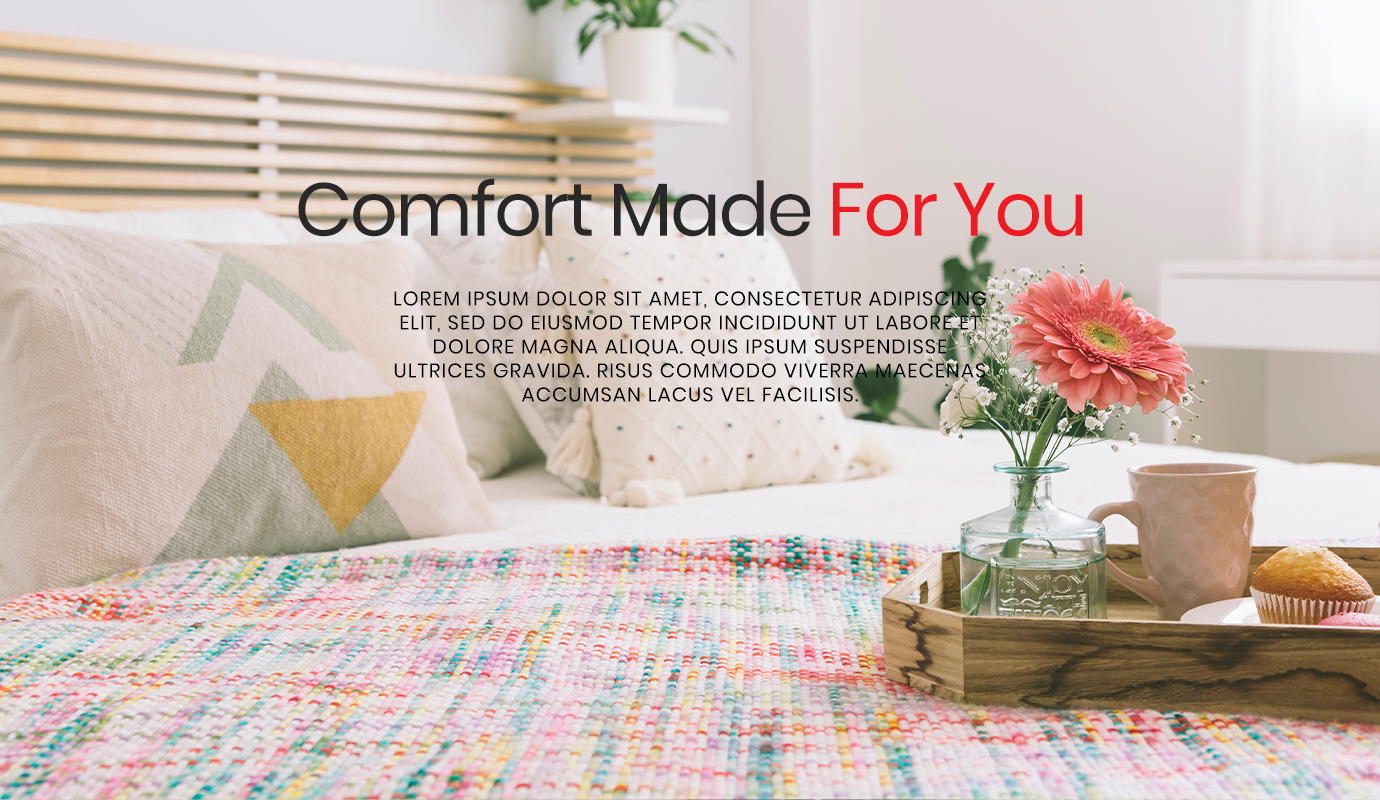 Comfort Made For You
LOREM IPSUM DOLOR SIT AMET, CONSECTETUR ADIPISCING
ELIT, SED DO EIUSMOD TEMPOR INCIDIDUNT UT LABORE ET
DOLORE MAGNA ALIQUA. QUIS IPSUM SUSPENDISSE
ULTRICES GRAVIDA. RISUS COMMODO VIVERRA MAECENAS
ACCUMSAN LACUS VEL FACILISIS.